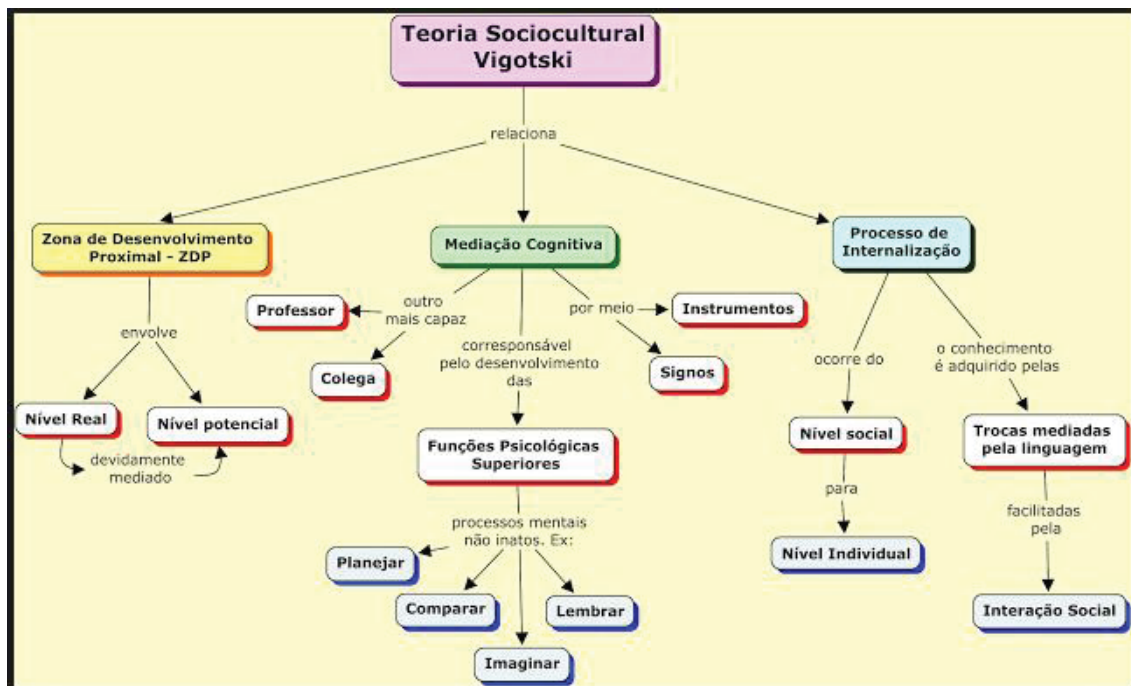 Teoria Sociocultural
Vigotski
relaciona
Zona de Desenvolvimento
Proximal - ZDP
envolve
Nível Real
Nível potencial
devidamente
mediado
Mediação Cognitiva
outro
mais capaz
Professor
Colega
corresponsável
pelo desenvolvimento
das
por meio
Instrumentos
Signos
Funções Psicológicas
Superiores
processos mentais
não inatos. Ex:
Planejar
Comparar
Imaginar
Lembrar
Processo de
Internalização
ocorre do
Nível social
para
Nível Individual
o conhecimento
é adquirido pelas
Trocas mediadas
pela linguagem
facilitadas
pela
Interação Social